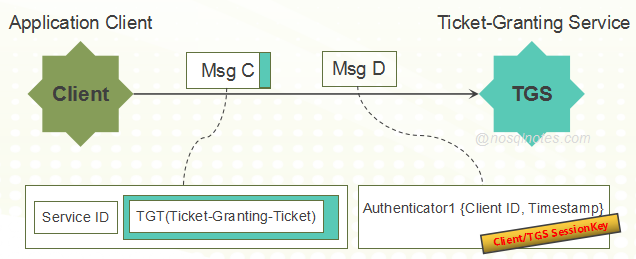 Application Client
Ticket-Granting Service
Msg C
Msg D
Client
TGS
@nosqlnotes.com
Service ID
TGT(Ticket-Granting-Ticket)
Authenticator1 {Client ID, Timestamp}
Client/TGS SessionKey